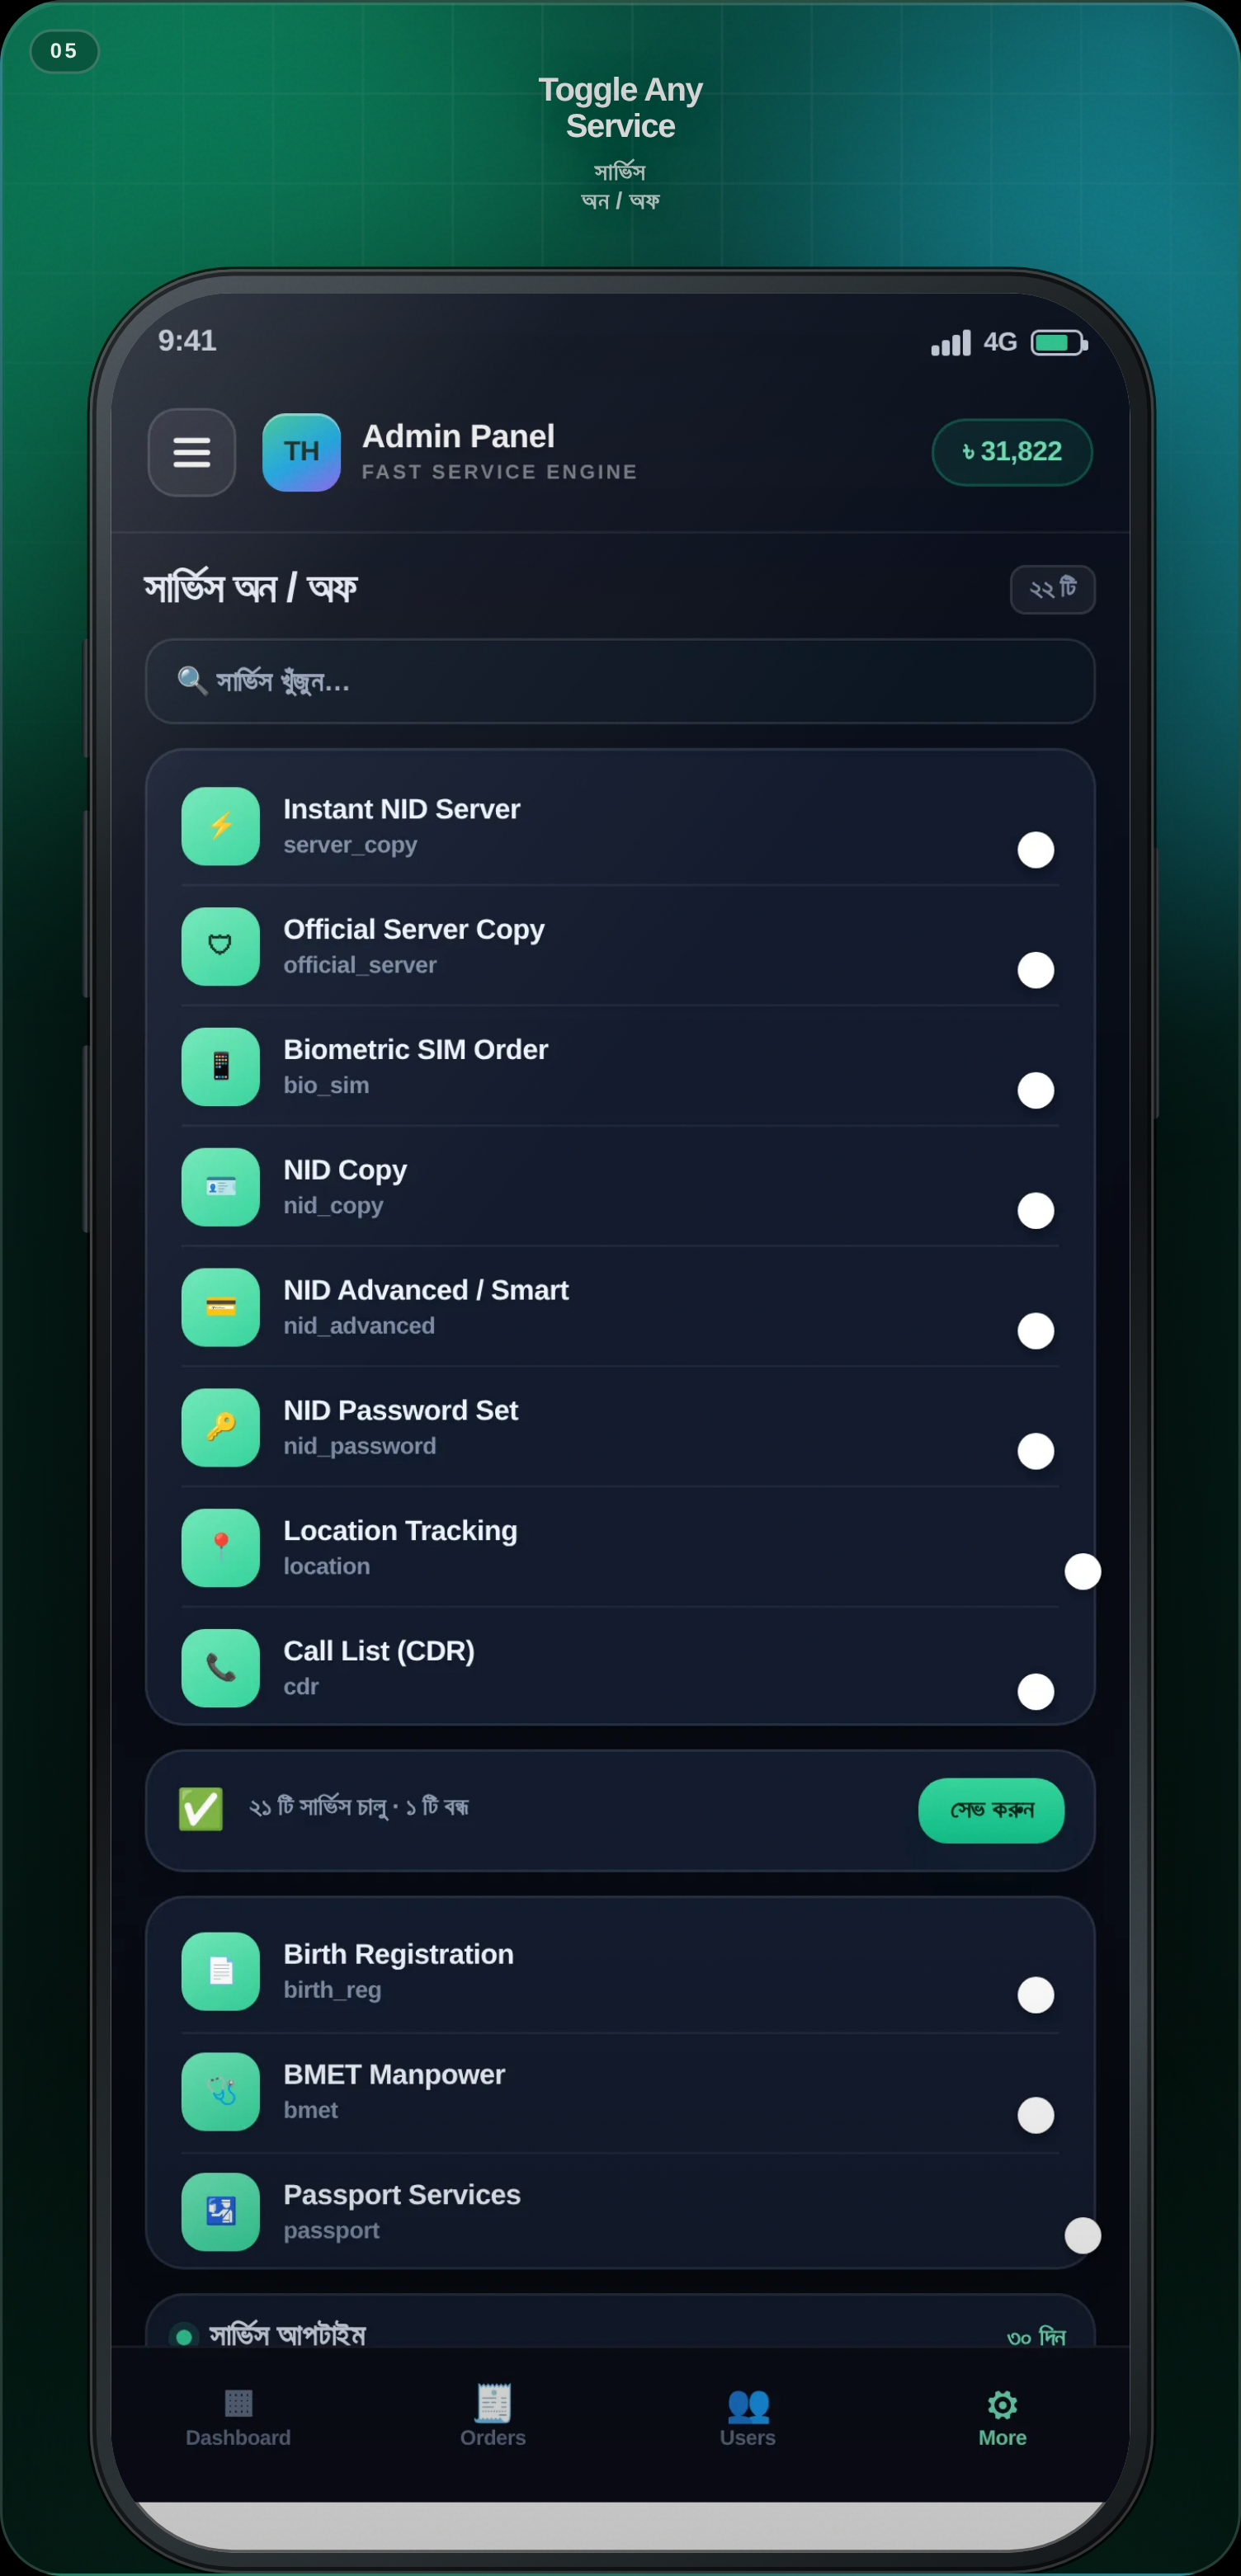 05
Toggle Any
Service
সার্ভিস
অন / অফ
9:41
4G
TH
Admin Panel
FAST SERVICE ENGINE
৳ 31,822
সার্ভিস অন / অফ
২২ টি
সার্ভিস খুঁজুন...
Instant NID Server
server_copy
Official Server Copy
official_server
Biometric SIM Order
bio_sim
NID Copy
nid_copy
NID Advanced / Smart
nid_advanced
NID Password Set
nid_password
Location Tracking
location
Call List (CDR)
cdr
২১ টি সার্ভিস চালু · ১ টি বন্ধ
সেভ করুন
Birth Registration
birth_reg
BMET Manpower
bmet
Passport Services
passport
সার্ভিস আপটাইম
৩০ দিন
Dashboard
Orders
Users
More